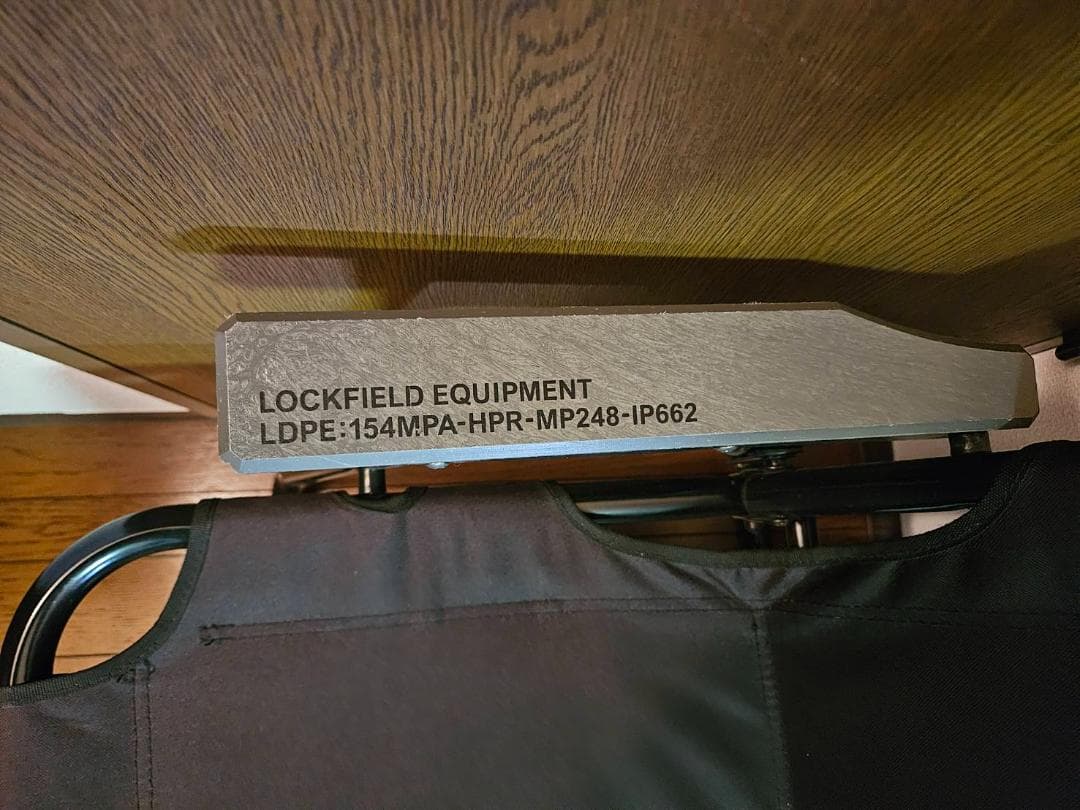 LOCKFIELD EQUIPMENT
LDPE:154MPA-HPR-MP248-IP662